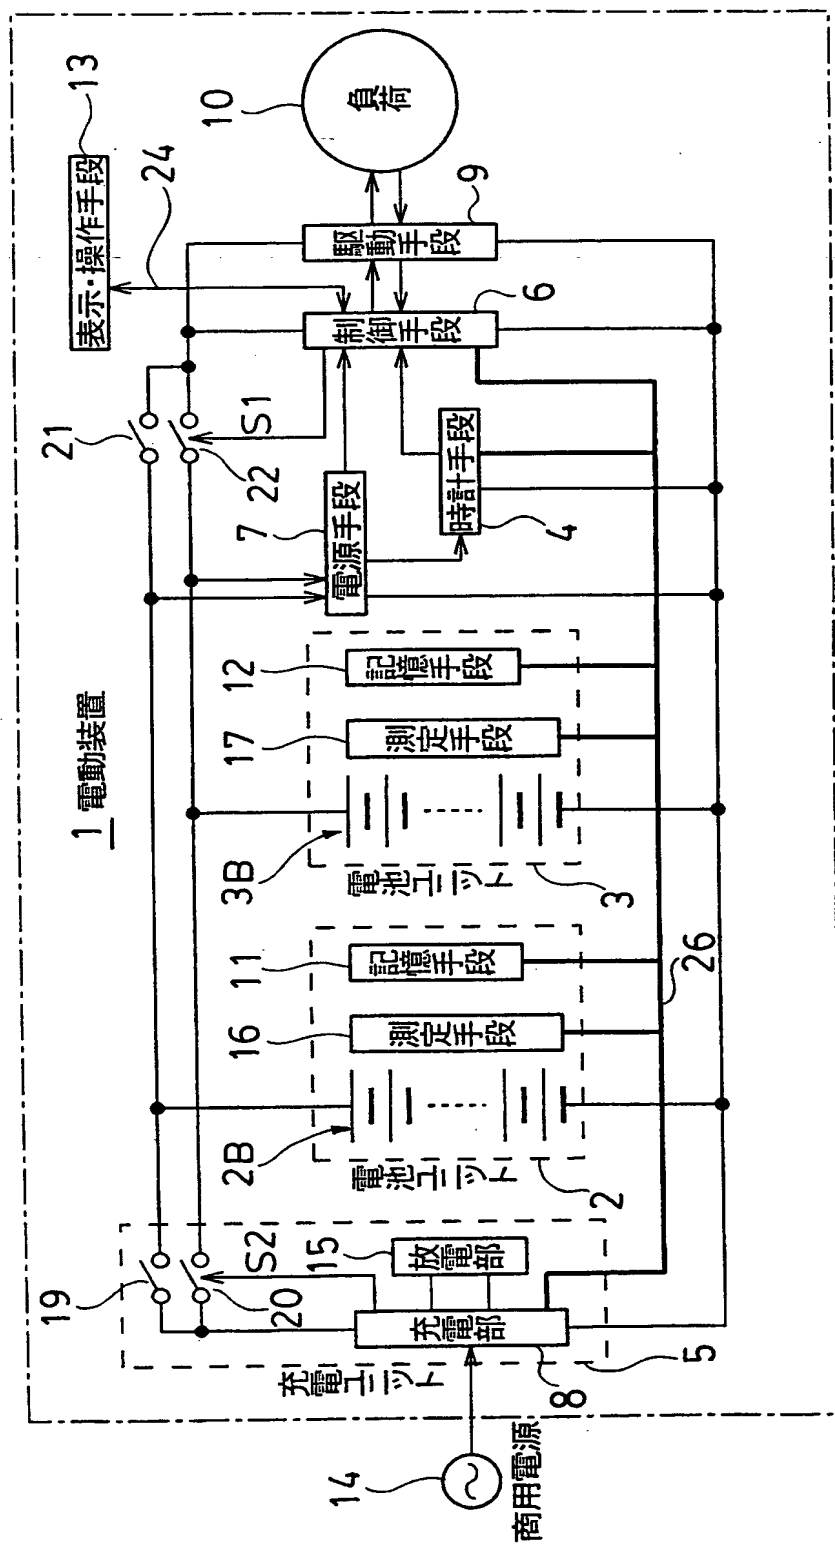 1 電動装置
表示・操作手段
13
24
10
負荷
駆動手段
9
制御手段
6
21
22
S1
7
電源手段
時計手段
4
12
記憶手段
17
測定手段
3B
電池ユニット
3
11
記憶手段
16
測定手段
2B
電池ユニット
2
26
19
20
S2
15
放電部
充電部
8
充電ユニット
5
14
商用電源